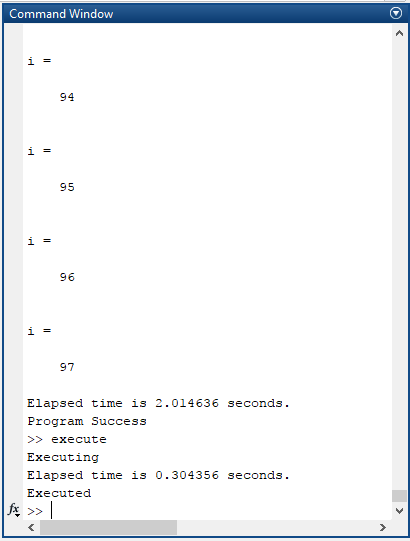 Command Window
i =
94
i =
95
i =
96
i =
97
Elapsed time is 2.014636 seconds.
Program Success
>> execute
Executing
Elapsed time is 0.304356 seconds.
Executed
fx >>